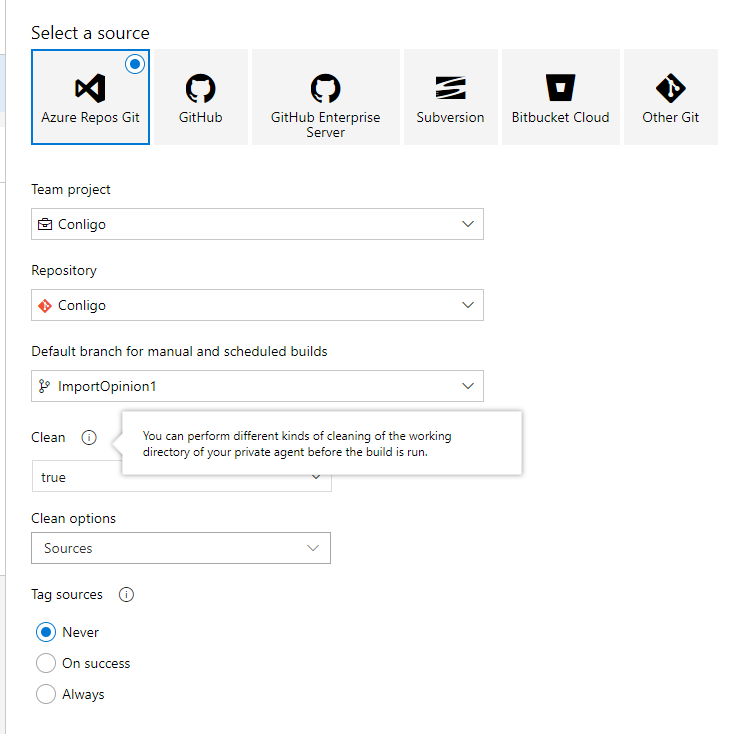 Select a source
Azure Repos Git
GitHub
GitHub Enterprise
Server
Subversion
Bitbucket Cloud
Other Git
Team project
Conligo
Repository
Conligo
Default branch for manual and scheduled builds
ImportOpinion1
Clean
You can perform different kinds of cleaning of the working
directory of your private agent before the build is run.
true
Clean options
Sources
Tag sources
Never
On success
Always